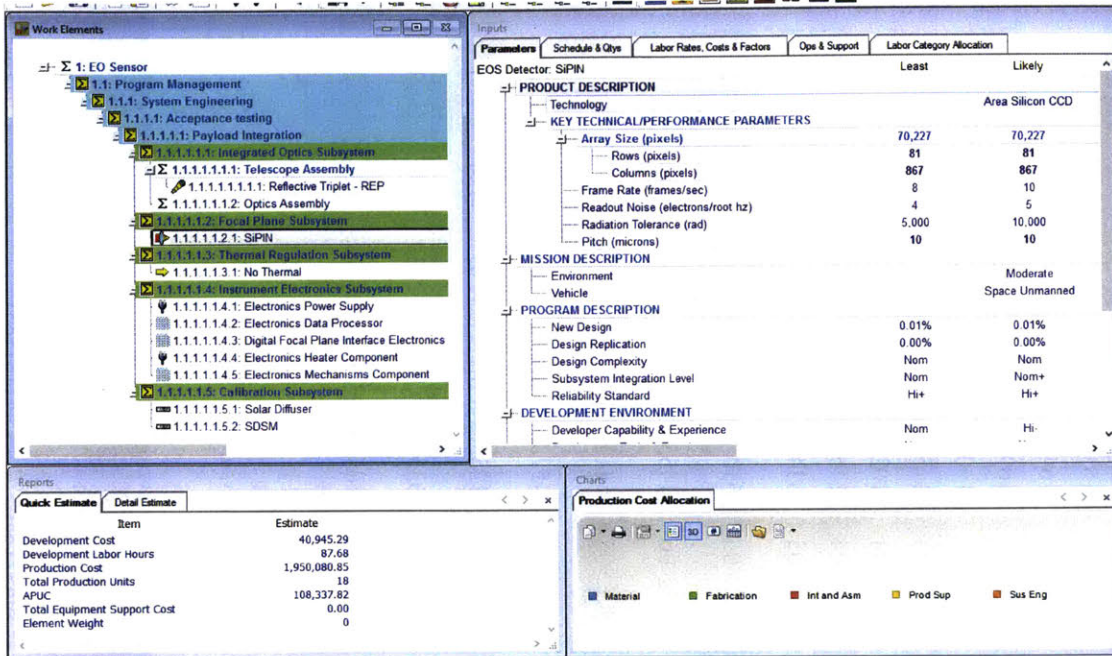 Work Elements
Σ 1: EO Sensor
Σ 1.1: Program Management
Σ 1.1.1: System Engineering
Σ 1.1.1.1: Acceptance testing
Σ 1.1.1.1.1: Payload Integration
Σ 1.1.1.1.1.1: Integrated Optics Subsystem
Σ 1.1.1.1.1.1.1: Telescope Assembly
1.1.1.1.1.1.1.1: Reflective Triplet - REP
Σ 1.1.1.1.1.1.2: Optics Assembly
Σ 1.1.1.1.1.2: Focal Plane Subsystem
1.1.1.1.1.2.1: SiPIN
Σ 1.1.1.1.1.3: Thermal Regulation Subsystem
1.1.1.1.1.3.1: No Thermal
Σ 1.1.1.1.1.4: Instrument Electronics Subsystem
1.1.1.1.1.4.1: Electronics Power Supply
1.1.1.1.1.4.2: Electronics Data Processor
1.1.1.1.1.4.3: Digital Focal Plane Interface Electronics
1.1.1.1.1.4.4: Electronics Heater Component
1.1.1.1.1.4.5: Electronics Mechanisms Component
Σ 1.1.1.1.1.5: Calibration Subsystem
1.1.1.1.1.5.1: Solar Diffuser
1.1.1.1.1.5.2: SDSM
Inputs
Parameters Schedule & Qtys Labor Rates, Costs & Factors Ops & Support Labor Category Allocation
EOS Detector: SiPIN Least Likely
PRODUCT DESCRIPTION
Technology Area Silicon CCD
KEY TECHNICAL/PERFORMANCE PARAMETERS
Array Size (pixels) 70,227 70,227
Rows (pixels) 81 81
Columns (pixels) 867 867
Frame Rate (frames/sec) 8 10
Readout Noise (electrons/root hz) 4 5
Radiation Tolerance (rad) 5,000 10,000
Pitch (microns) 10 10
MISSION DESCRIPTION
Environment Moderate
Vehicle Space Unmanned
PROGRAM DESCRIPTION
New Design 0.01% 0.01%
Design Replication 0.00% 0.00%
Design Complexity Nom Nom
Subsystem Integration Level Nom Nom+
Reliability Standard Hi+ Hi+
DEVELOPMENT ENVIRONMENT
Developer Capability & Experience Nom Hi-
Reports
Quick Estimate Detail Estimate
Item Estimate
Development Cost 40,945.29
Development Labor Hours 87.68
Production Cost 1,950,080.85
Total Production Units 18
APUC 108,337.82
Total Equipment Support Cost 0.00
Element Weight 0
Charts
Production Cost Allocation
3D
Material Fabrication Int and Asm Prod Sup Sus Eng